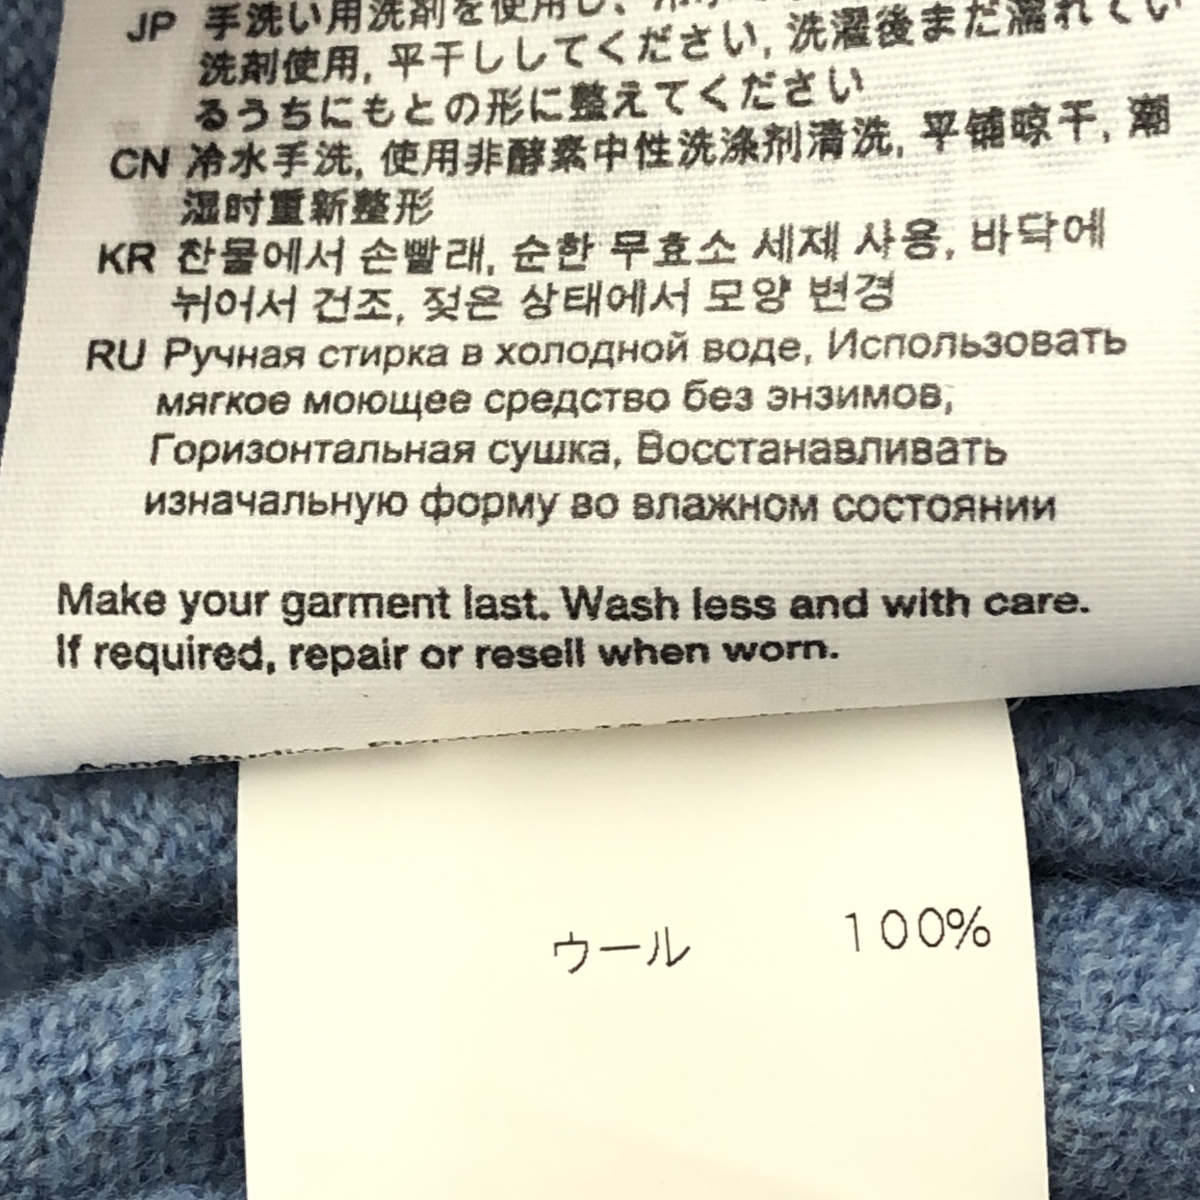 JP 手洗い用洗剤を使用し、
洗剤使用, 平干ししてください, 洗濯後まだ濡れてい
るうちにもとの形に整えてください
CN 冷水手洗, 使用非酵素中性洗涤剂清洗, 平铺晾干, 潮
湿时重新整形
KR 찬물에서 손빨래, 순한 무효소 세제 사용, 바닥에
뉘어서 건조, 젖은 상태에서 모양 변경
RU Ручная стирка в холодной воде, Использовать
мягкое моющее средство без энзимов,
Горизонтальная сушка, Восстанавливать
изначальную форму во влажном состоянии
Make your garment last. Wash less and with care.
If required, repair or resell when worn.
Acne Studios,
ウール 100%